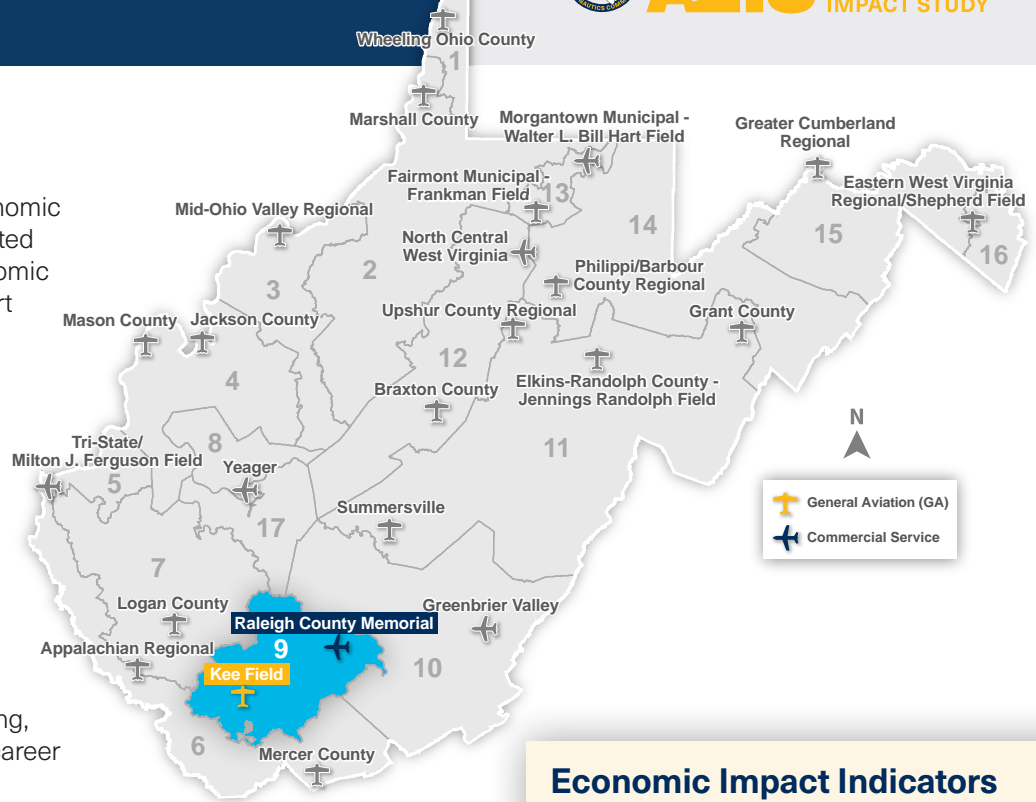 IMPACT STUDY
Wheeling Ohio County
1
Marshall County
Morgantown Municipal -
Walter L. Bill Hart Field
Greater Cumberland
Regional
Fairmont Municipal -
Frankman Field
13
Eastern West Virginia
Regional/Shepherd Field
nomic
ted
omic
rt
Mid-Ohio Valley Regional
14
15
16
North Central
West Virginia
2
Philippi/Barbour
County Regional
3
Mason County
Jackson County
Upshur County Regional
Grant County
12
4
Braxton County
Elkins-Randolph County -
Jennings Randolph Field
N
Tri-State/
Milton J. Ferguson Field
8
Yeager
11
5
Summersville
General Aviation (GA)
17
Commercial Service
7
Logan County
Raleigh County Memorial
Greenbrier Valley
Appalachian Regional
9
10
Kee Field
ng,
career
6
Mercer County
Economic Impact Indicators